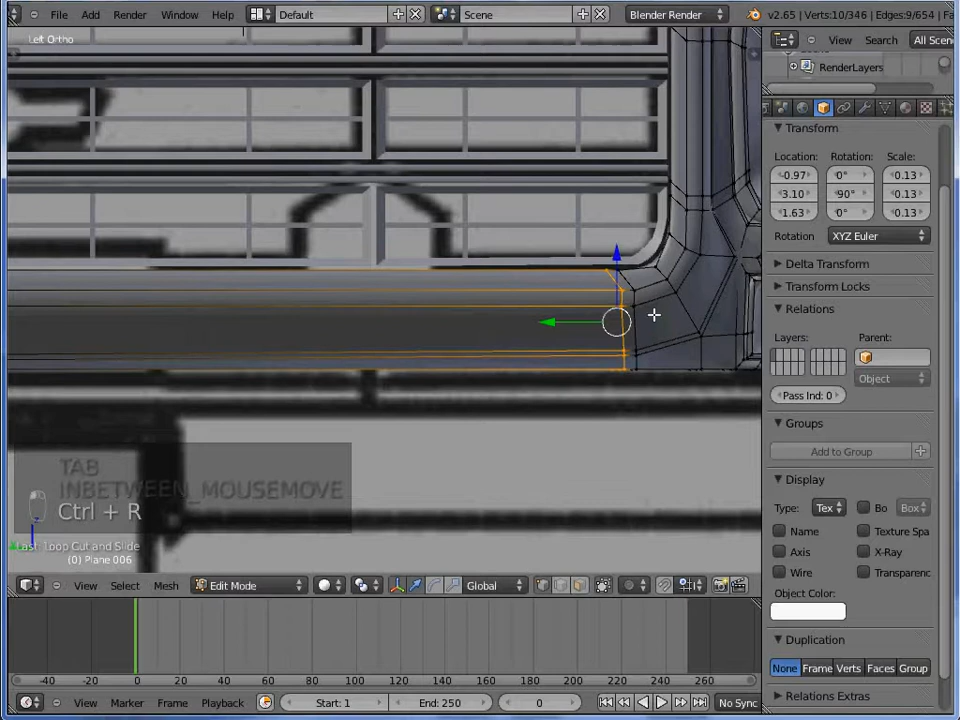 File Add Render Window Help Default Scene Blender Render v2.65 | Verts:10/346 | Edges:9/654 |
Left Ortho
View Search All Scen
RenderLayers
Transform
Location: Rotation: Scale:
-0.97 0° 0.13
3.10 90° 0.13
1.63 0° 0.13
Rotation XYZ Euler
Delta Transform
Transform Locks
Relations
Layers: Parent:
Object
Pass Ind: 0
Groups
Add to Group
Display
Type: Tex Bo Box
Name Texture Spa
Axis X-Ray
Wire Transparenc
Object Color:
Duplication
None Frame Verts Faces Group
Relations Extras
TAB
INBETWEEN_MOUSEMOVE
Ctrl + R
Last: Loop Cut and Slide
(0) Plane 006
View Select Mesh Edit Mode Global
-40 -20 0 20 40 60 80 100 120 140 160 180 200 220 240 260
View Marker Frame Playback Start: 1 End: 250 0 No Sync